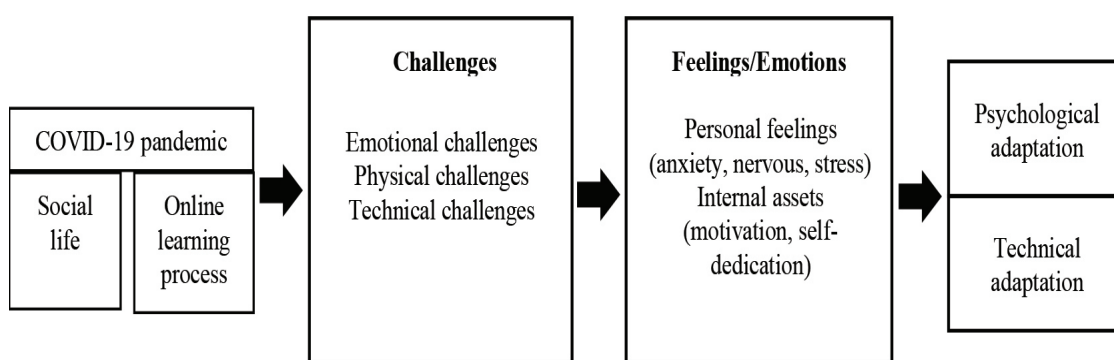 COVID-19 pandemic
Social
life
Online
learning
process
Challenges
Emotional challenges
Physical challenges
Technical challenges
Feelings/Emotions
Personal feelings
(anxiety, nervous, stress)
Internal assets
(motivation, self-
dedication)
Psychological
adaptation
Technical
adaptation